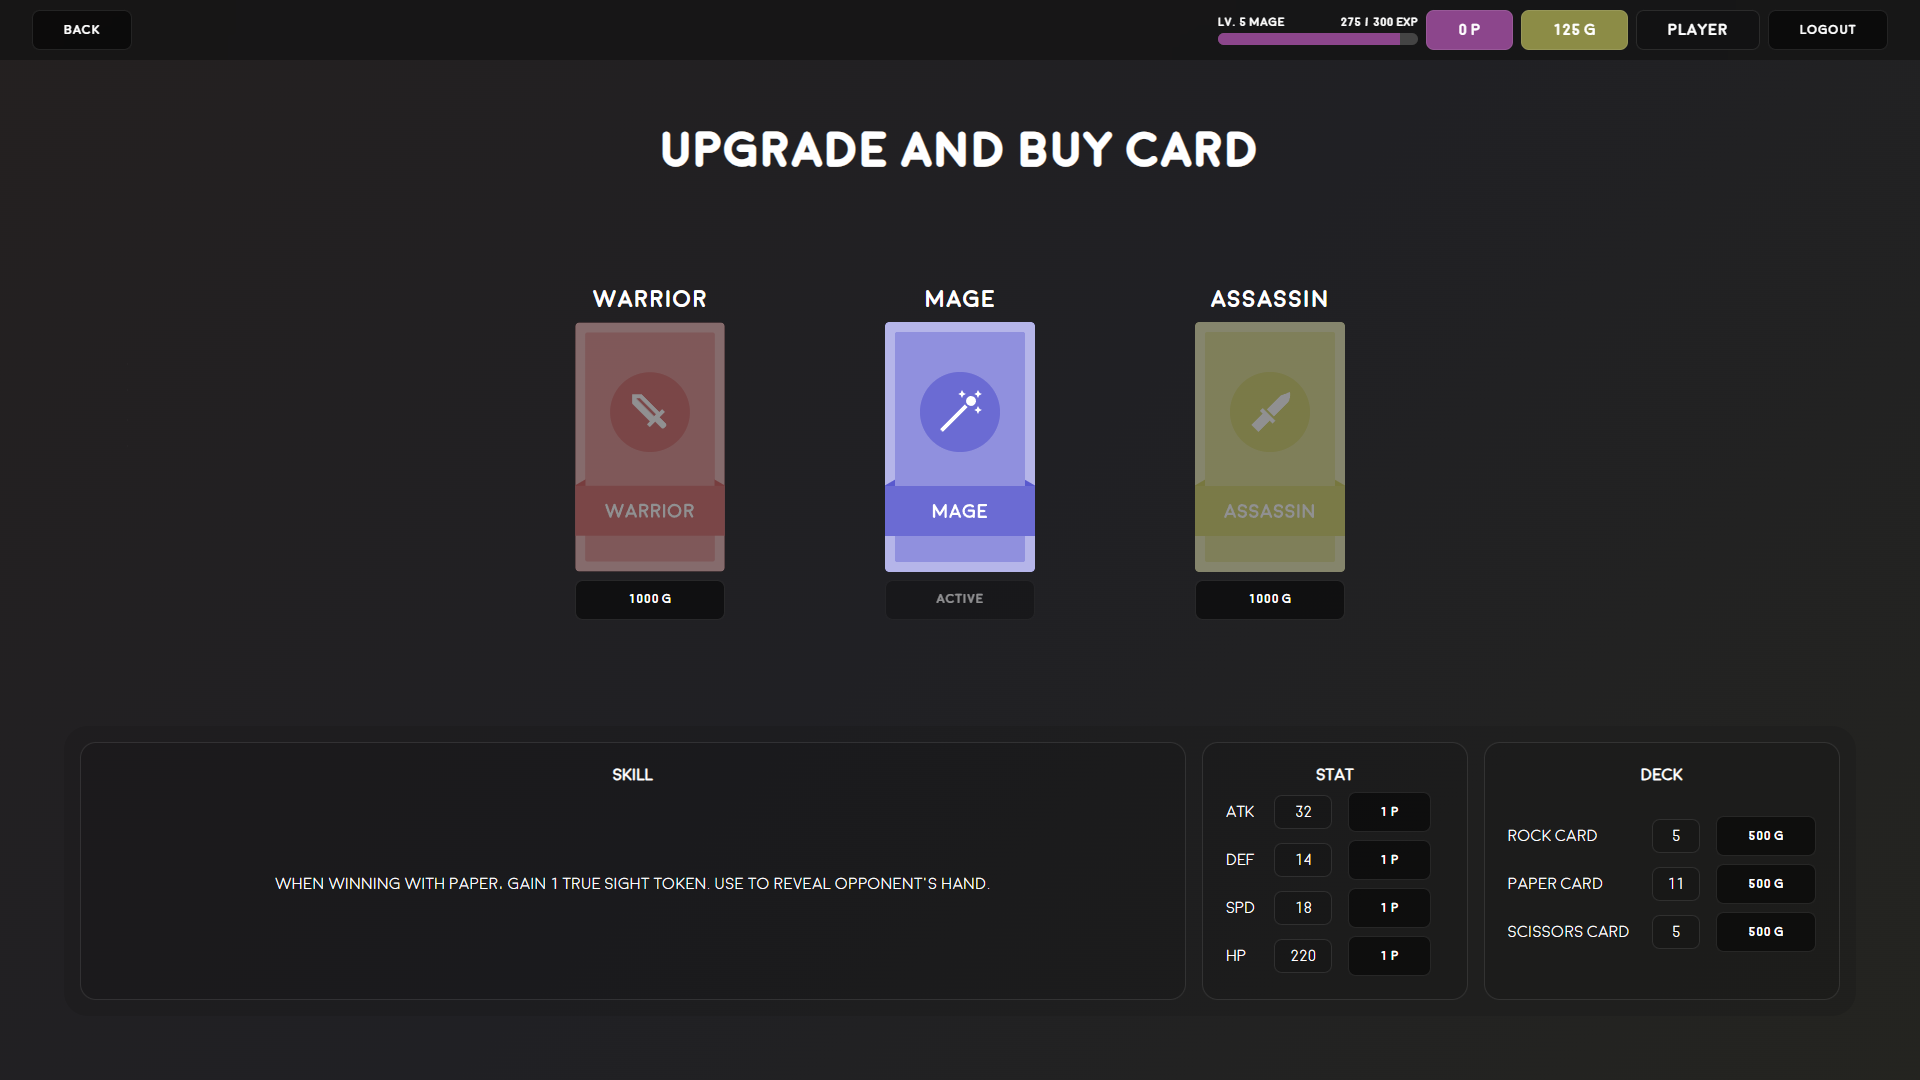 BACK
LV. 5 MAGE 275 / 300 EXP
0 P
125 G
PLAYER
LOGOUT
UPGRADE AND BUY CARD
WARRIOR
WARRIOR
1000 G
MAGE
MAGE
ACTIVE
ASSASSIN
ASSASSIN
1000 G
SKILL
WHEN WINNING WITH PAPER, GAIN 1 TRUE SIGHT TOKEN. USE TO REVEAL OPPONENT'S HAND.
STAT
ATK 32 1 P
DEF 14 1 P
SPD 18 1 P
HP 220 1 P
DECK
ROCK CARD 5 500 G
PAPER CARD 11 500 G
SCISSORS CARD 5 500 G